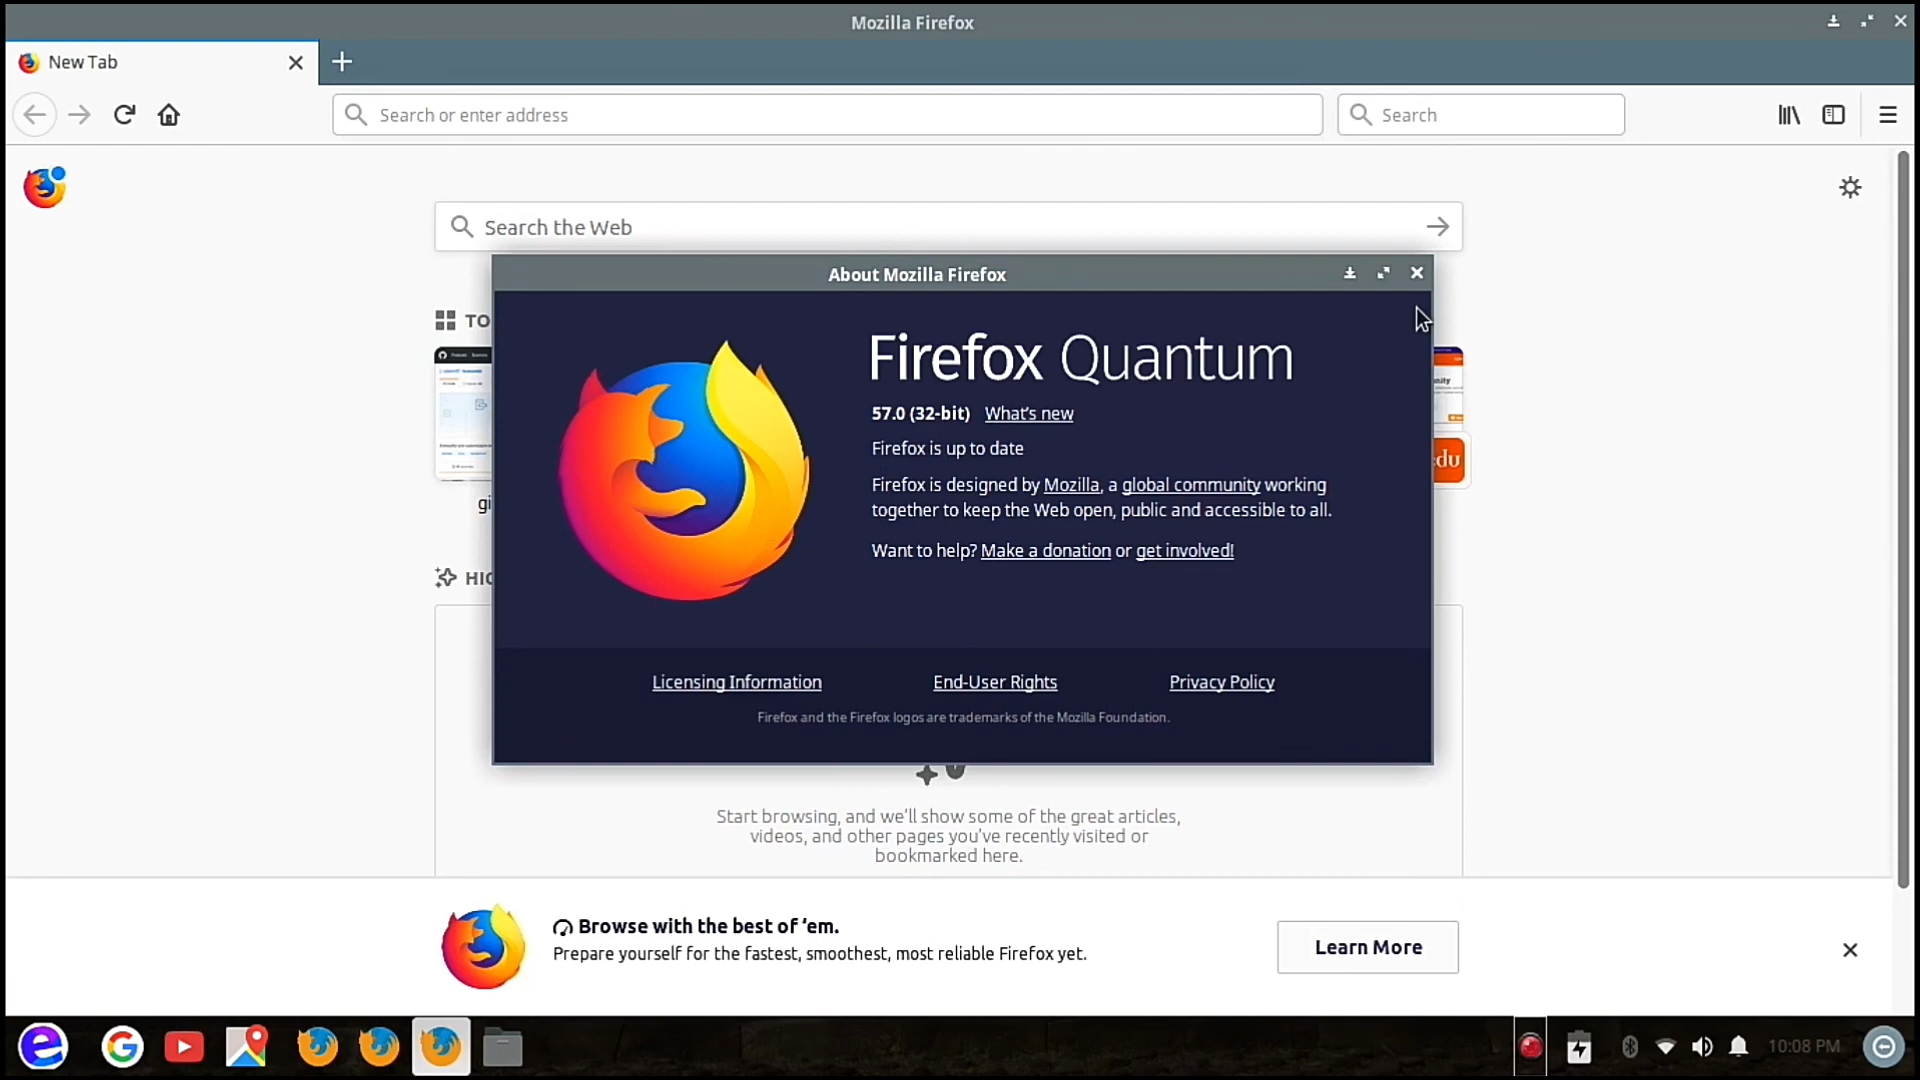 Mozilla Firefox
New Tab
Search or enter address
Search
Search the Web
About Mozilla Firefox
TO
Firefox Quantum
57.0 (32-bit) What's new
Firefox is up to date
Firefox is designed by Mozilla, a global community working
together to keep the Web open, public and accessible to all.
Want to help? Make a donation or get involved!
du
gi
HIG
Licensing Information
End-User Rights
Privacy Policy
Firefox and the Firefox logos are trademarks of the Mozilla Foundation.
Start browsing, and we'll show some of the great articles,
videos, and other pages you've recently visited or
bookmarked here.
Browse with the best of ‘em.
Prepare yourself for the fastest, smoothest, most reliable Firefox yet.
Learn More
10:08 PM